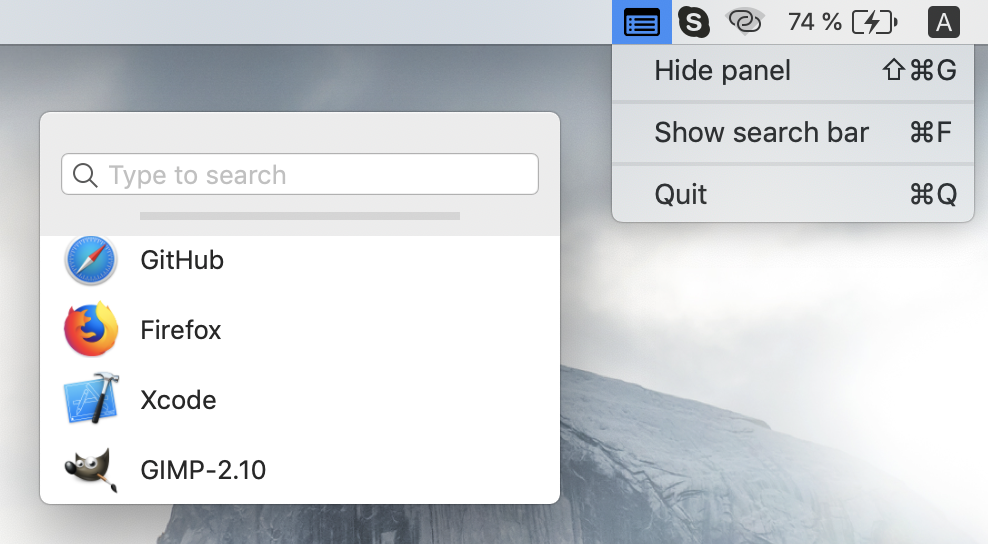 74 %
A
Hide panel ⇧⌘G
Show search bar ⌘F
Quit ⌘Q
Type to search
GitHub
Firefox
Xcode
GIMP-2.10